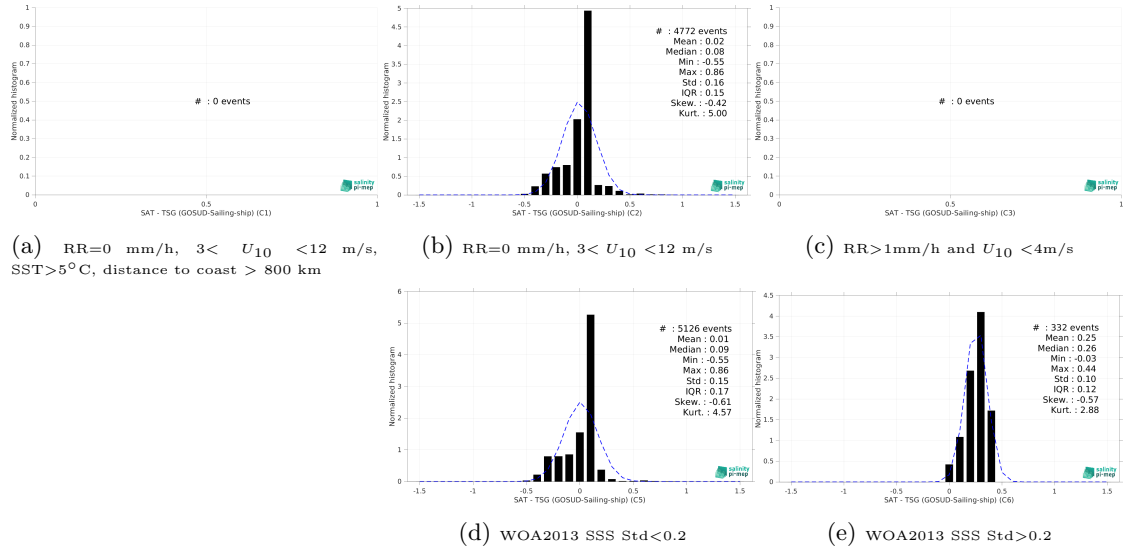 Normalized histogram
1
0.9
0.8
0.7
0.6
0.5
0.4
0.3
0.2
0.1
0
# : 0 events
salinity
pi-mep
0 0.5 1
SAT - TSG (GOSUD-Sailing-ship) (C1)
(a) RR=0 mm/h, 3< U10 <12 m/s,
SST>5°C, distance to coast > 800 km
Normalized histogram
5
4.5
4
3.5
3
2.5
2
1.5
1
0.5
0
# : 4772 events
Mean : 0.02
Median : 0.08
Min : -0.55
Max : 0.86
Std : 0.16
IQR : 0.15
Skew. : -0.42
Kurt. : 5.00
salinity
pi-mep
-1.5 -1 -0.5 0 0.5 1 1.5
SAT - TSG (GOSUD-Sailing-ship) (C2)
(b) RR=0 mm/h, 3< U10 <12 m/s
Normalized histogram
1
0.9
0.8
0.7
0.6
0.5
0.4
0.3
0.2
0.1
0
# : 0 events
salinity
pi-mep
0 0.5 1
SAT - TSG (GOSUD-Sailing-ship) (C3)
(c) RR>1mm/h and U10 <4m/s
Normalized histogram
6
5
4
3
2
1
0
# : 5126 events
Mean : 0.01
Median : 0.09
Min : -0.55
Max : 0.86
Std : 0.15
IQR : 0.17
Skew. : -0.61
Kurt. : 4.57
salinity
pi-mep
-1.5 -1 -0.5 0 0.5 1 1.5
SAT - TSG (GOSUD-Sailing-ship) (C5)
(d) WOA2013 SSS Std<0.2
Normalized histogram
4.5
4
3.5
3
2.5
2
1.5
1
0.5
0
# : 332 events
Mean : 0.25
Median : 0.26
Min : -0.03
Max : 0.44
Std : 0.10
IQR : 0.12
Skew. : -0.57
Kurt. : 2.88
salinity
pi-mep
-1.5 -1 -0.5 0 0.5 1 1.5
SAT - TSG (GOSUD-Sailing-ship) (C6)
(e) WOA2013 SSS Std>0.2